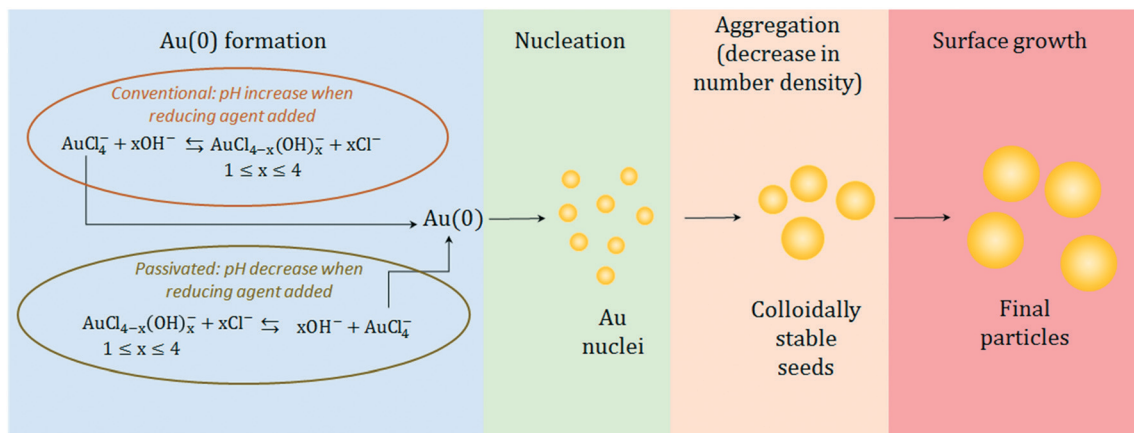 Au(0) formation
Conventional: pH increase when
reducing agent added
AuCl₄⁻ + xOH⁻ ⇆ AuCl₄₋ₓ(OH)ₓ⁻ + xCl⁻
1 ≤ x ≤ 4
Au(0)
Passivated: pH decrease when
reducing agent added
AuCl₄₋ₓ(OH)ₓ⁻ + xCl⁻ ⇆ xOH⁻ + AuCl₄⁻
1 ≤ x ≤ 4
Nucleation
Au
nuclei
Aggregation
(decrease in
number density)
Colloidally
stable
seeds
Surface growth
Final
particles